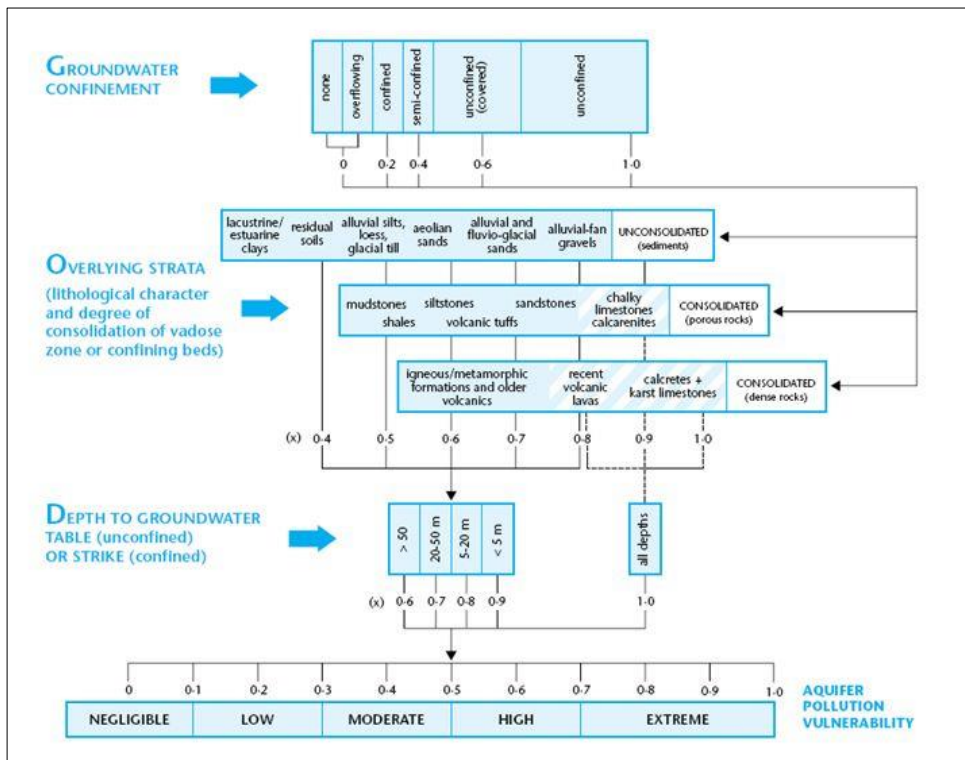 GROUNDWATER
CONFINEMENT
none
overflowing
confined
semi-confined
unconfined
(covered)
unconfined
0 0·2 0·4 0·6 1·0
lacustrine/
estuarine
clays
residual
soils
alluvial silts,
loess,
glacial till
aeolian
sands
alluvial and
fluvio-glacial
sands
alluvial-fan
gravels
UNCONSOLIDATED
(sediments)
OVERLYING STRATA
(lithological character
and degree of
consolidation of vadose
zone or confining beds)
mudstones
shales
siltstones
volcanic tuffs
sandstones
chalky
limestones
calcarenites
CONSOLIDATED
(porous rocks)
igneous/metamorphic
formations and older
volcanics
recent
volcanic
lavas
calcretes +
karst limestones
CONSOLIDATED
(dense rocks)
(x) 0·4 0·5 0·6 0·7 0·8 0·9 1·0
DEPTH TO GROUNDWATER
TABLE (unconfined)
OR STRIKE (confined)
> 50
20-50 m
5-20 m
< 5 m
all depths
(x) 0·6 0·7 0·8 0·9 1·0
0 0·1 0·2 0·3 0·4 0·5 0·6 0·7 0·8 0·9 1·0
NEGLIGIBLE LOW MODERATE HIGH EXTREME
AQUIFER
POLLUTION
VULNERABILITY